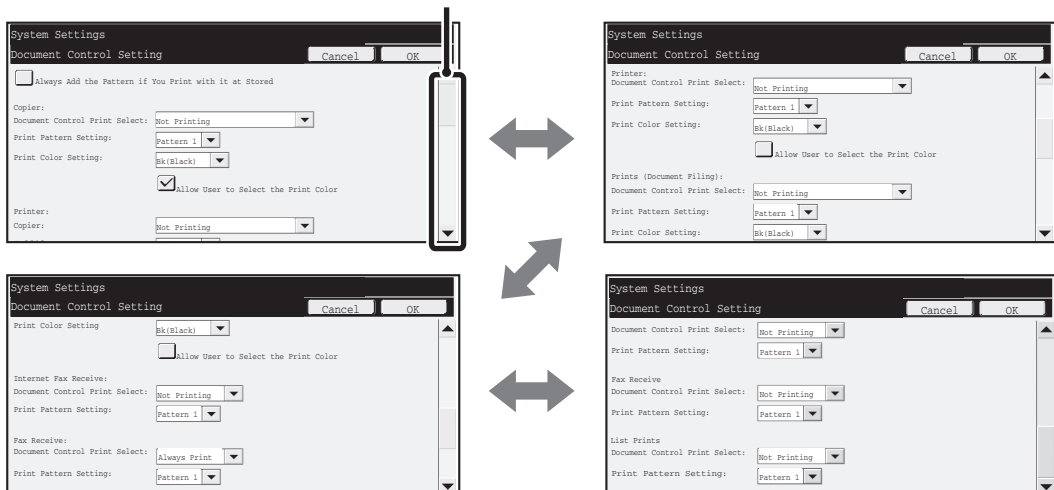 System Settings
Document Control Setting Cancel OK
Always Add the Pattern if You Print with it at Stored
Copier:
Document Control Print Select: Not Printing
Print Pattern Setting: Pattern 1
Print Color Setting: Bk(Black)
Allow User to Select the Print Color
Printer:
Copier: Not Printing
System Settings
Document Control Setting Cancel OK
Printer:
Document Control Print Select: Not Printing
Print Pattern Setting: Pattern 1
Print Color Setting: Bk(Black)
Allow User to Select the Print Color
Prints (Document Filing):
Document Control Print Select: Not Printing
Print Pattern Setting: Pattern 1
Print Color Setting: Bk(Black)
System Settings
Document Control Setting Cancel OK
Print Color Setting Bk(Black)
Allow User to Select the Print Color
Internet Fax Receive:
Document Control Print Select: Not Printing
Print Pattern Setting: Pattern 1
Fax Receive:
Document Control Print Select: Always Print
Print Pattern Setting: Pattern 1
System Settings
Document Control Setting Cancel OK
Document Control Print Select: Not Printing
Print Pattern Setting: Pattern 1
Fax Receive
Document Control Print Select: Not Printing
Print Pattern Setting: Pattern 1
List Prints
Document Control Print Select: Not Printing
Print Pattern Setting: Pattern 1